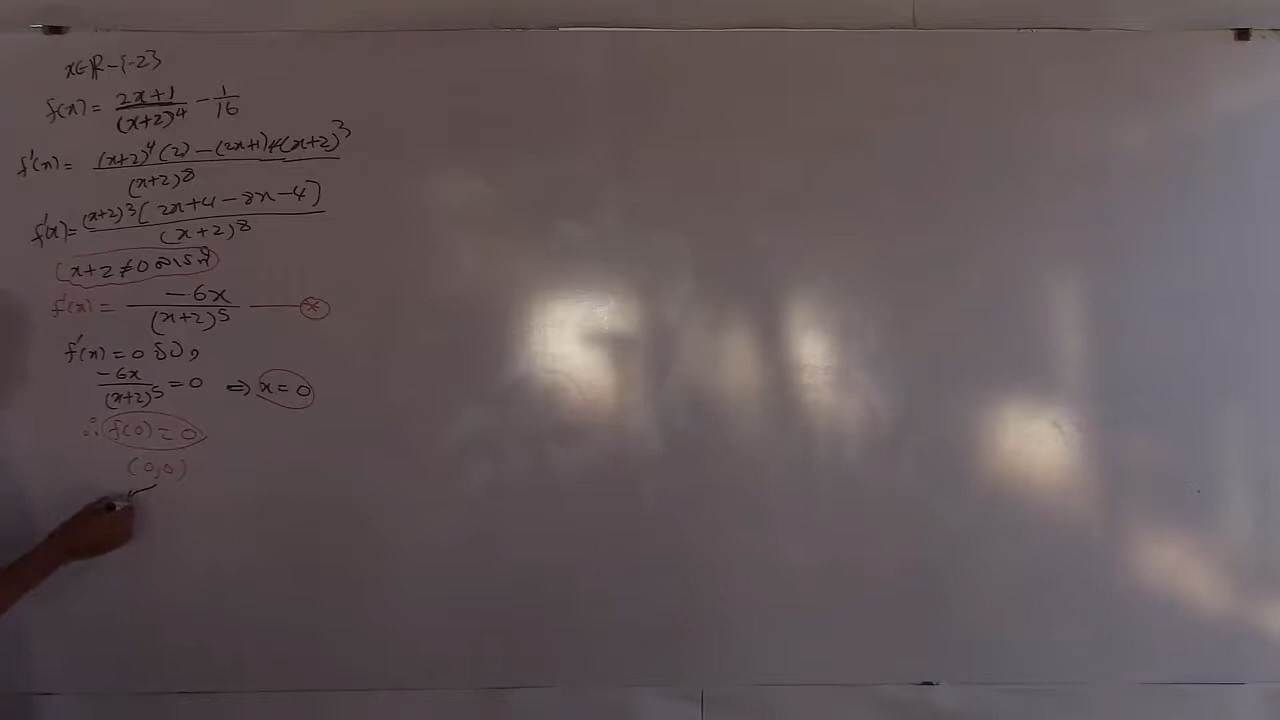 x∈ℝ-{-2}
f(x) = (2x+1)/(x+2)^4 - 1/16
f'(x) = ((x+2)^4 (2) - (2x+1)4(x+2)^3)/(x+2)^8
f'(x) = (x+2)^3[2x+4-8x-4]/(x+2)^8
(x+2≠0
f'(x) = -6x/(x+2)^5 —— *
f'(x) = 0
-6x/(x+2)^5 = 0 ⇒ x = 0
∴ f(0) = 0
(0,0)